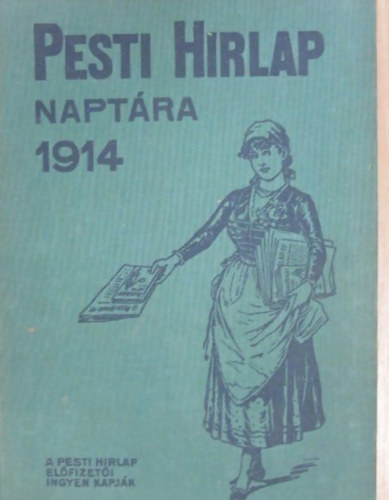 PESTI HIRLAP
NAPTÁRA
1914
A PESTI HIRLAP
ELŐFIZETŐI
INGYEN KAPJÁK